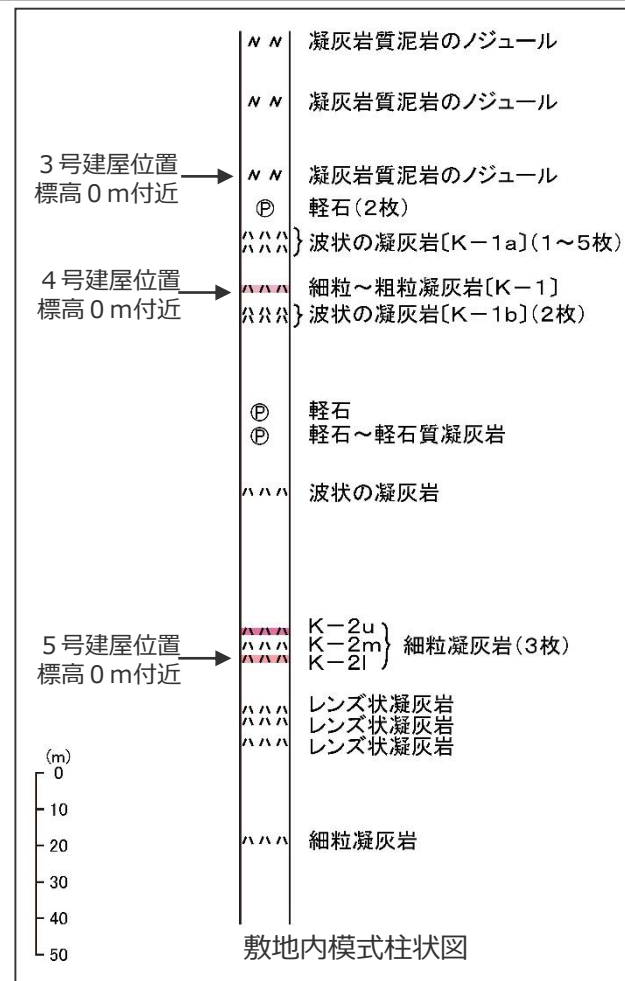 凝灰岩質泥岩のノジュール
凝灰岩質泥岩のノジュール
3号建屋位置
標高0m付近
凝灰岩質泥岩のノジュール
Ⓟ 軽石(2枚)
}波状の凝灰岩〔K-1a〕(1～5枚)
4号建屋位置
標高0m付近
細粒～粗粒凝灰岩〔K-1〕
}波状の凝灰岩〔K-1b〕(2枚)
Ⓟ 軽石
Ⓟ 軽石～軽石質凝灰岩
波状の凝灰岩
K-2u
K-2m
K-2l
}細粒凝灰岩(3枚)
5号建屋位置
標高0m付近
レンズ状凝灰岩
レンズ状凝灰岩
レンズ状凝灰岩
(m)
0
10
20
30
40
50
細粒凝灰岩
敷地内模式柱状図